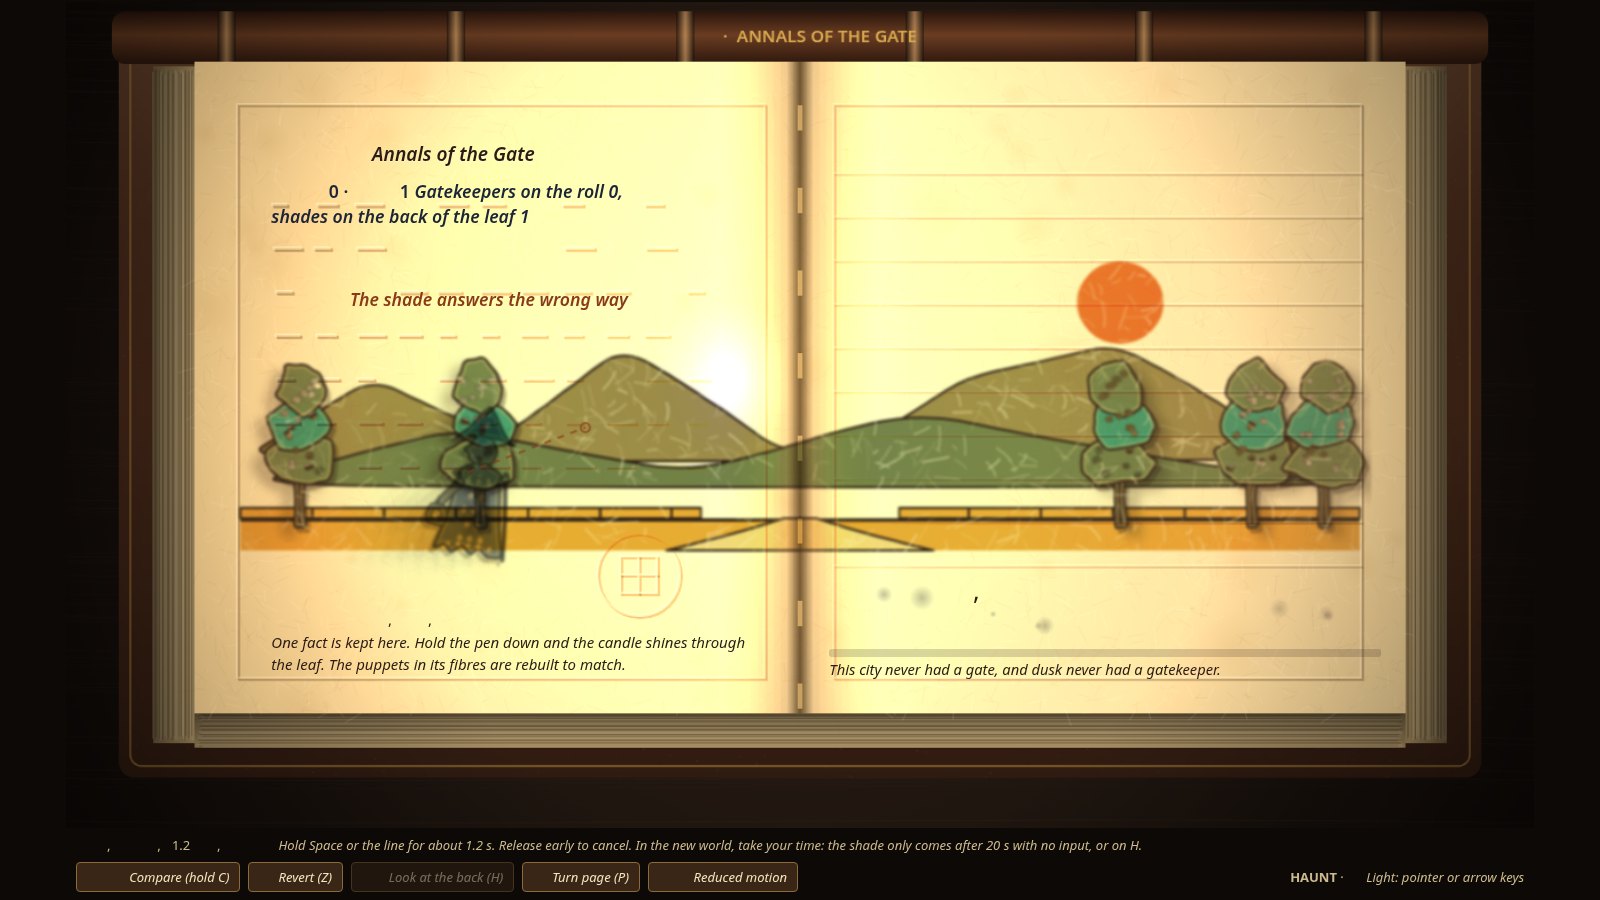 · ANNALS OF THE GATE
Annals of the Gate
0 · 1 Gatekeepers on the roll 0,
shades on the back of the leaf 1
The shade answers the wrong way
, ,
One fact is kept here. Hold the pen down and the candle shines through
the leaf. The puppets in its fibres are rebuilt to match.
,
This city never had a gate, and dusk never had a gatekeeper.
, , 1.2 , Hold Space or the line for about 1.2 s. Release early to cancel. In the new world, take your time: the shade only comes after 20 s with no input, or on H.
Compare (hold C) Revert (Z) Look at the back (H) Turn page (P) Reduced motion HAUNT · Light: pointer or arrow keys